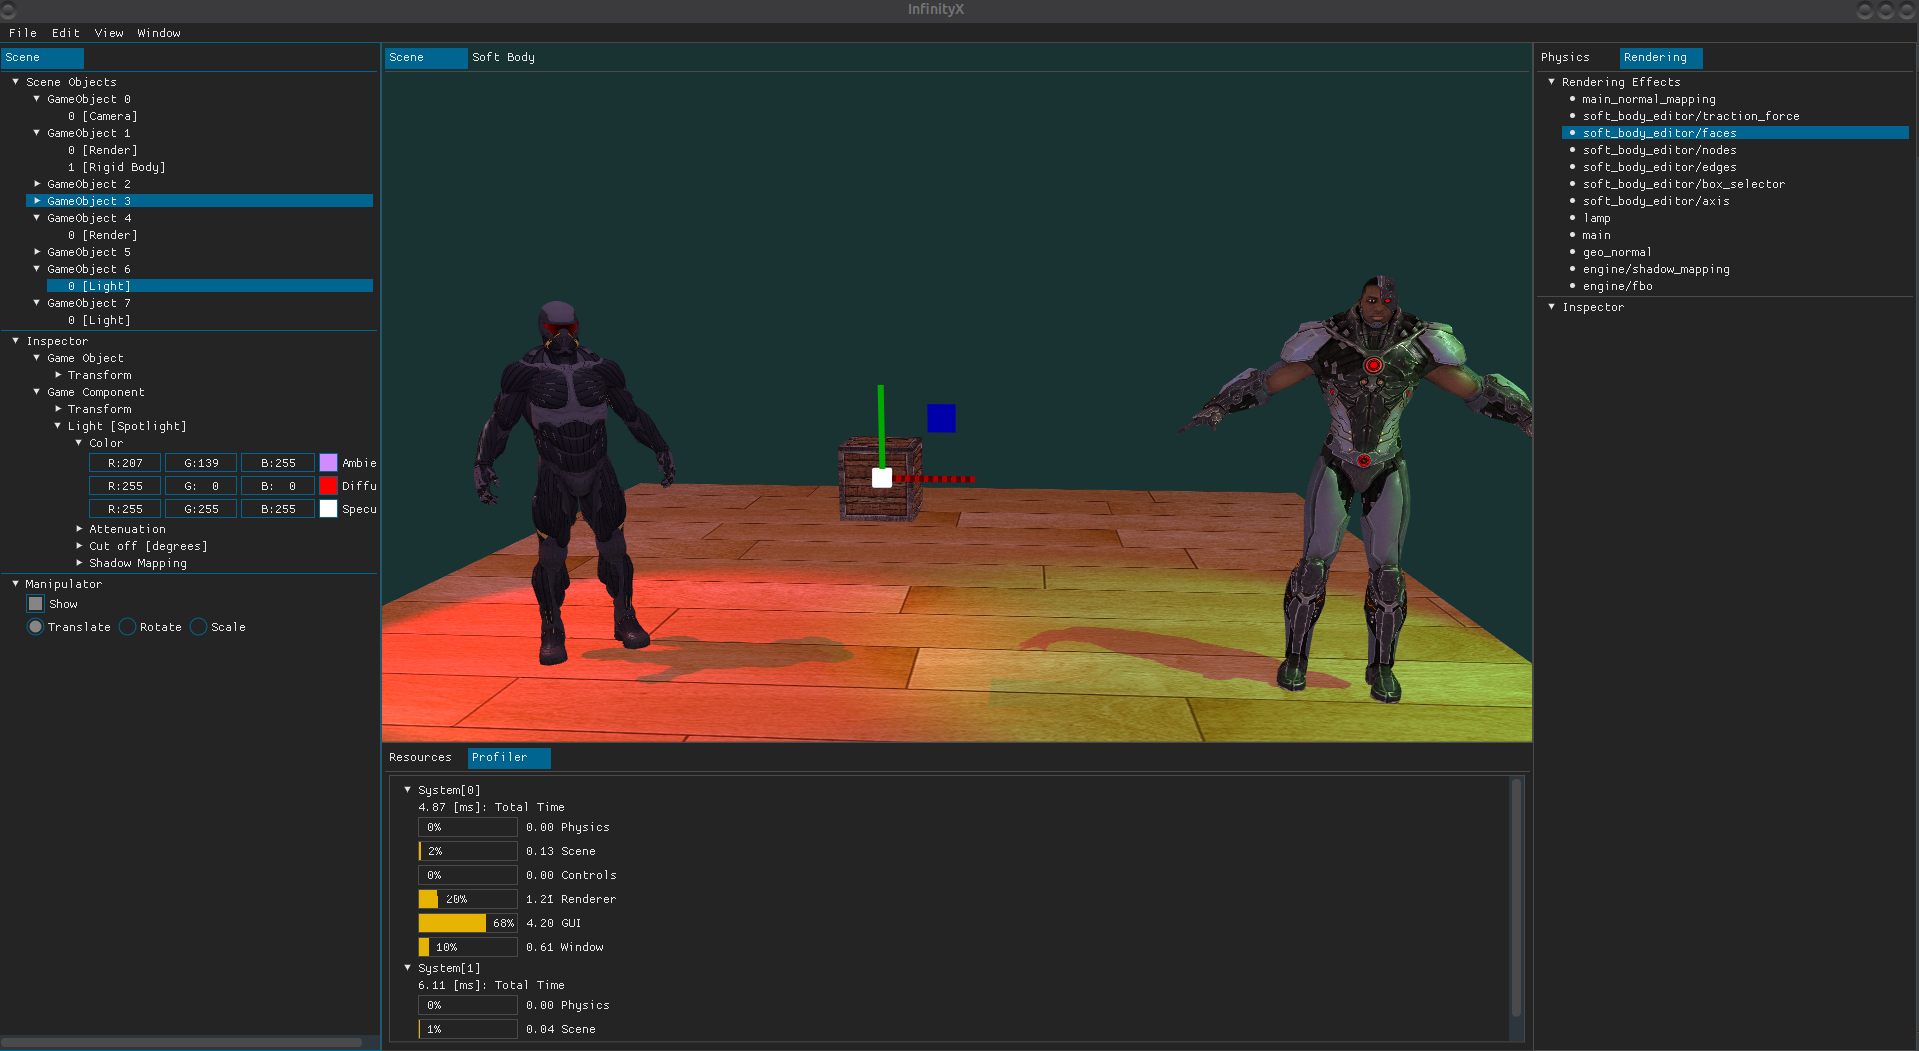 InfinityX
File Edit View Window
Scene
Scene Objects
GameObject 0
0 [Camera]
GameObject 1
0 [Render]
1 [Rigid Body]
GameObject 2
GameObject 3
GameObject 4
0 [Render]
GameObject 5
GameObject 6
0 [Light]
GameObject 7
0 [Light]
Inspector
Game Object
Transform
Game Component
Transform
Light [Spotlight]
Color
R:207 G:139 B:255 Ambie
R:255 G: 0 B: 0 Diffu
R:255 G:255 B:255 Specu
Attenuation
Cut off [degrees]
Shadow Mapping
Manipulator
Show
Translate Rotate Scale
Scene Soft Body
Resources Profiler
System[0]
4.87 [ms]: Total Time
0% 0.00 Physics
2% 0.13 Scene
0% 0.00 Controls
20% 1.21 Renderer
68% 4.20 GUI
10% 0.61 Window
System[1]
6.11 [ms]: Total Time
0% 0.00 Physics
1% 0.04 Scene
Physics Rendering
Rendering Effects
main_normal_mapping
soft_body_editor/traction_force
soft_body_editor/faces
soft_body_editor/nodes
soft_body_editor/edges
soft_body_editor/box_selector
soft_body_editor/axis
lamp
main
geo_normal
engine/shadow_mapping
engine/fbo
Inspector